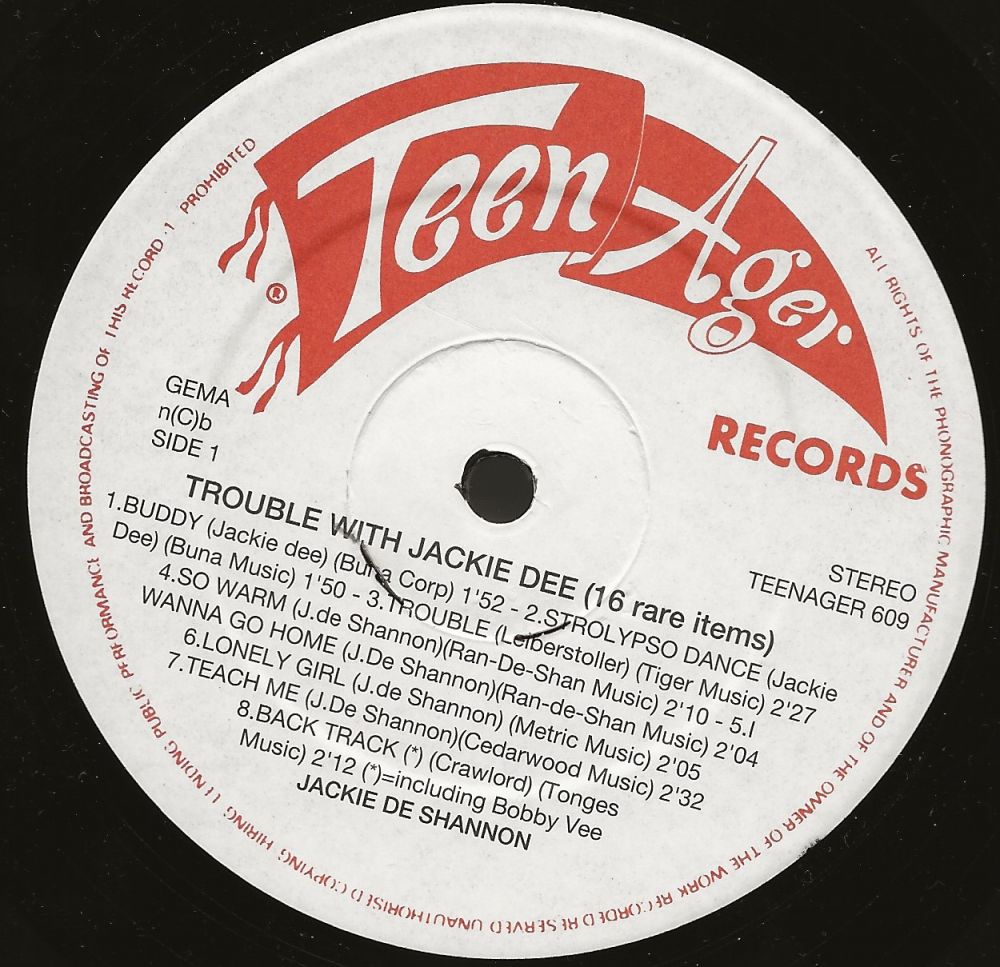 Teen Ager
®
RECORDS
GEMA
n(C)b
SIDE 1
STEREO
TEENAGER 609
TROUBLE WITH JACKIE DEE (16 rare items)
1.BUDDY (Jackie dee) (Buna Corp) 1'52 - 2.STROLYPSO DANCE (Jackie
Dee) (Buna Music) 1'50 - 3.TROUBLE (Leiberstoller) (Tiger Music) 2'27
4.SO WARM (J.de Shannon)(Ran-De-Shan Music) 2'10 - 5.I
WANNA GO HOME (J.De Shannon)(Ran-de-Shan Music) 2'04
6.LONELY GIRL (J.de Shannon) (Metric Music) 2'05
7.TEACH ME (J.De Shannon)(Cedarwood Music) 2'32
8.BACK TRACK (*) (Crawlord) (Tonges
Music) 2'12 (*)=including Bobby Vee
JACKIE DE SHANNON
ALL RIGHTS OF THE PHONOGRAPHIC MANUFACTURER AND OF THE OWNER OF THE WORK RECORDED RESERVED UNAUTHORISED COPYING HIRING LENDING PUBLIC PERFORMANCE AND BROADCASTING OF THIS RECORD 1 PROHIBITED